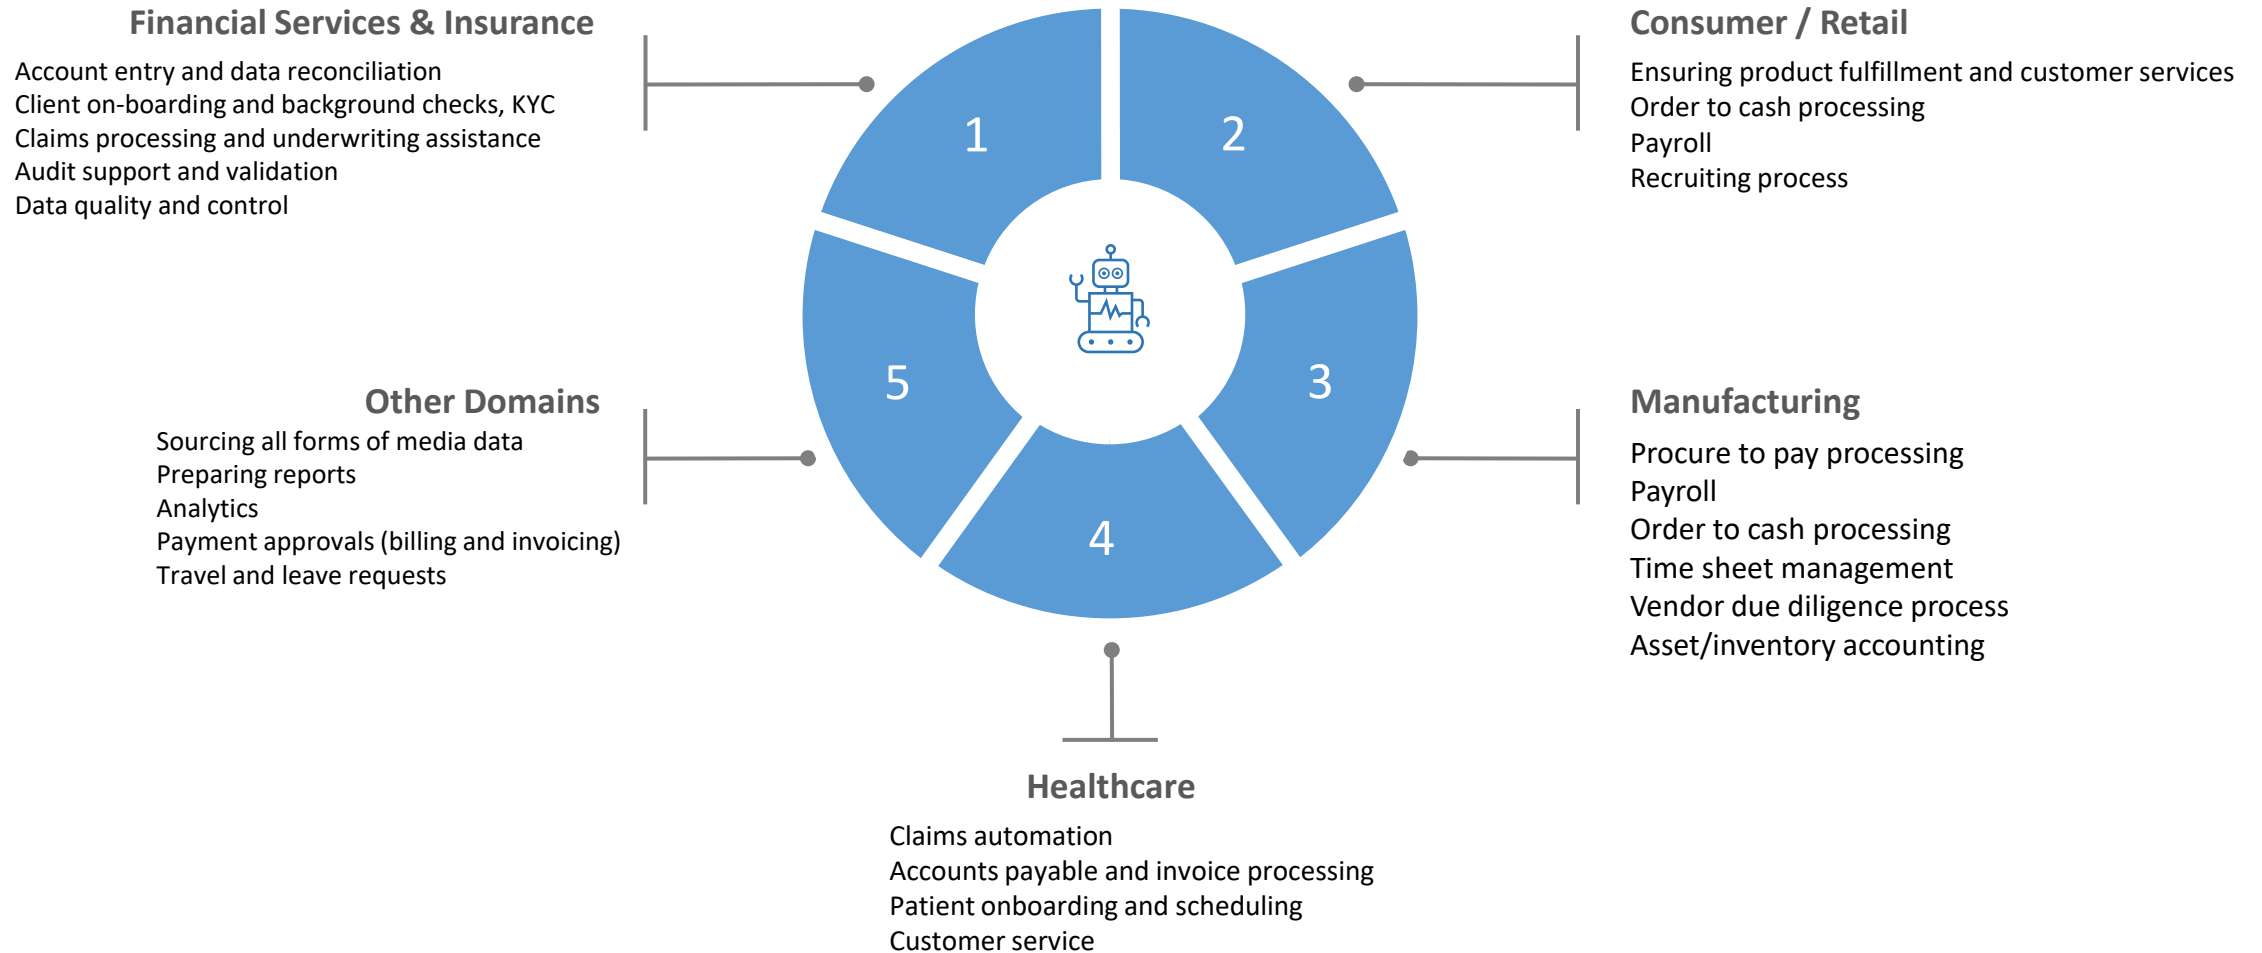 Financial Services & Insurance
Account entry and data reconciliation
Client on-boarding and background checks, KYC
Claims processing and underwriting assistance
Audit support and validation
Data quality and control
1
2
Consumer / Retail
Ensuring product fulfillment and customer services
Order to cash processing
Payroll
Recruiting process
3
Manufacturing
Procure to pay processing
Payroll
Order to cash processing
Time sheet management
Vendor due diligence process
Asset/inventory accounting
4
Healthcare
Claims automation
Accounts payable and invoice processing
Patient onboarding and scheduling
Customer service
5
Other Domains
Sourcing all forms of media data
Preparing reports
Analytics
Payment approvals (billing and invoicing)
Travel and leave requests